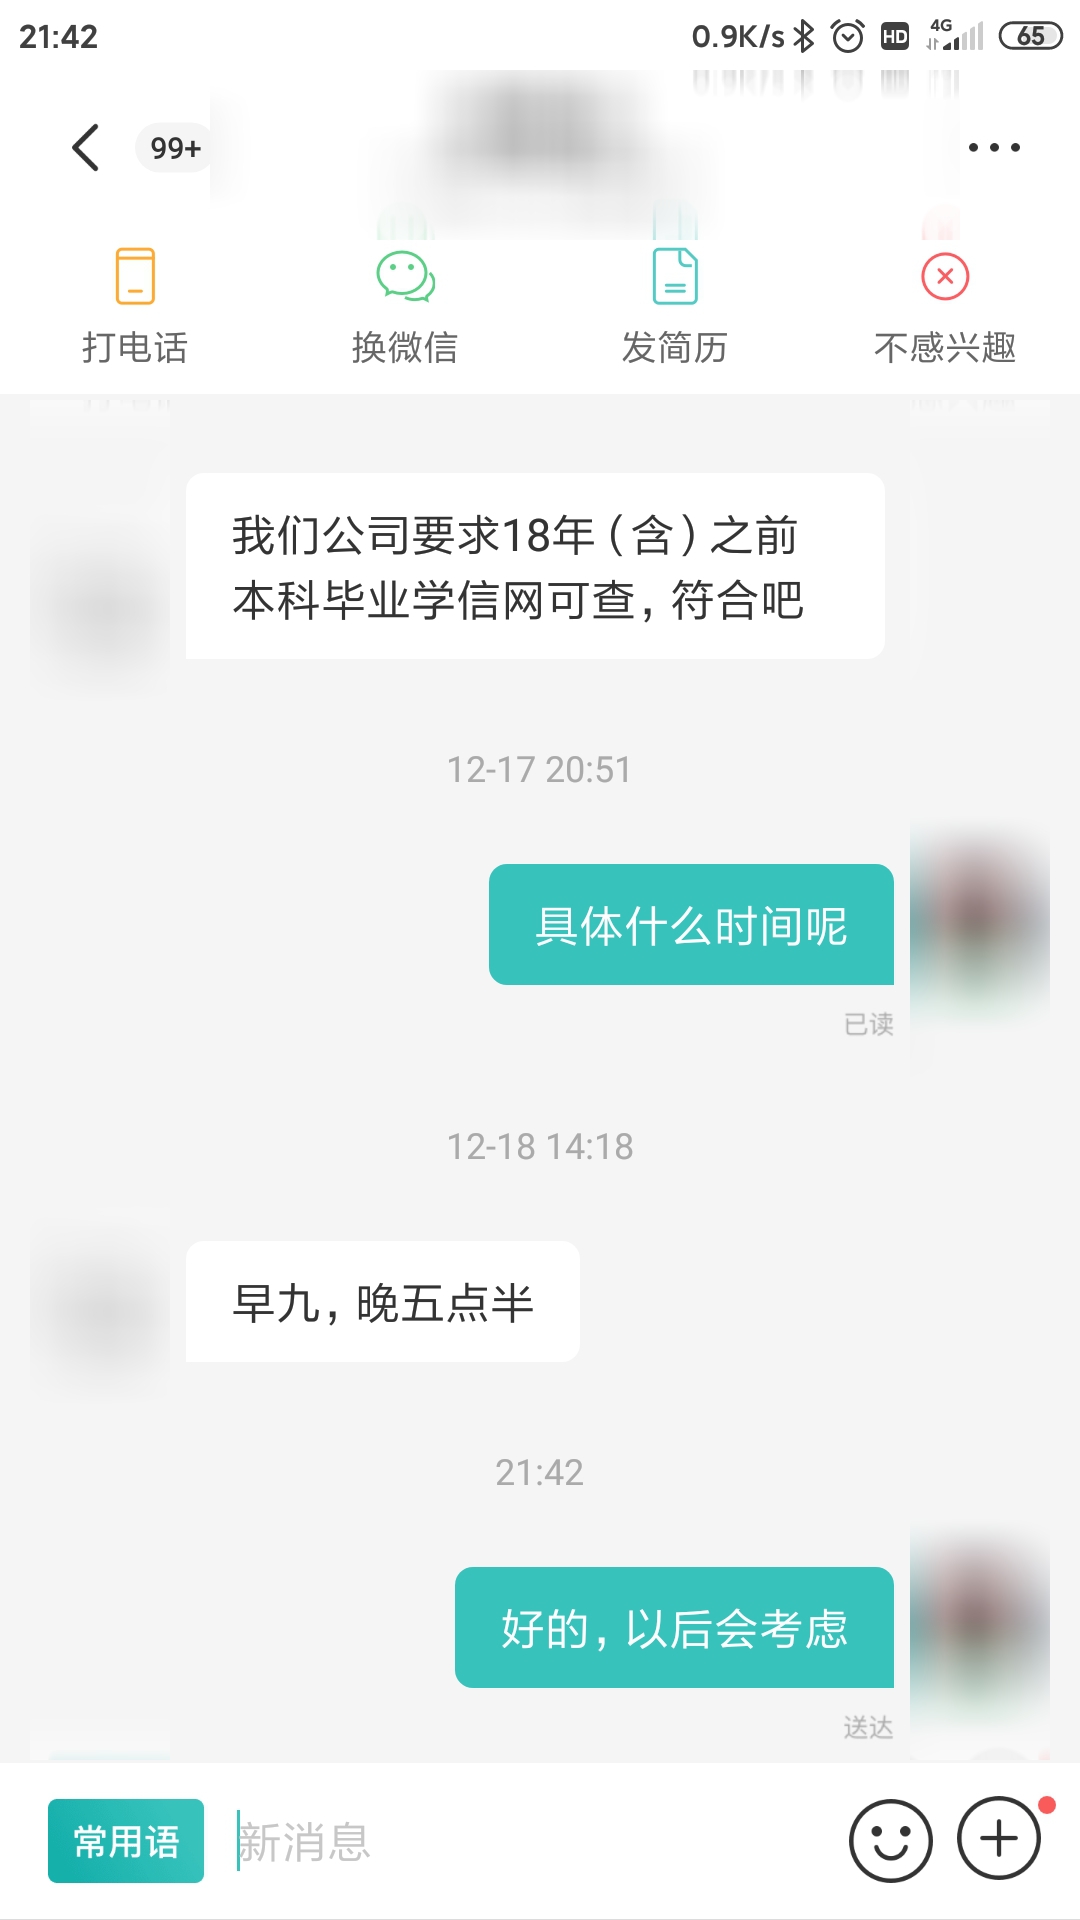 21:42 0.9K/s HD 4G 65
99+
打电话 换微信 发简历 不感兴趣
我们公司要求18年（含）之前
本科毕业学信网可查，符合吧
12-17 20:51
具体什么时间呢
已读
12-18 14:18
早九，晚五点半
21:42
好的，以后会考虑
送达
常用语 新消息